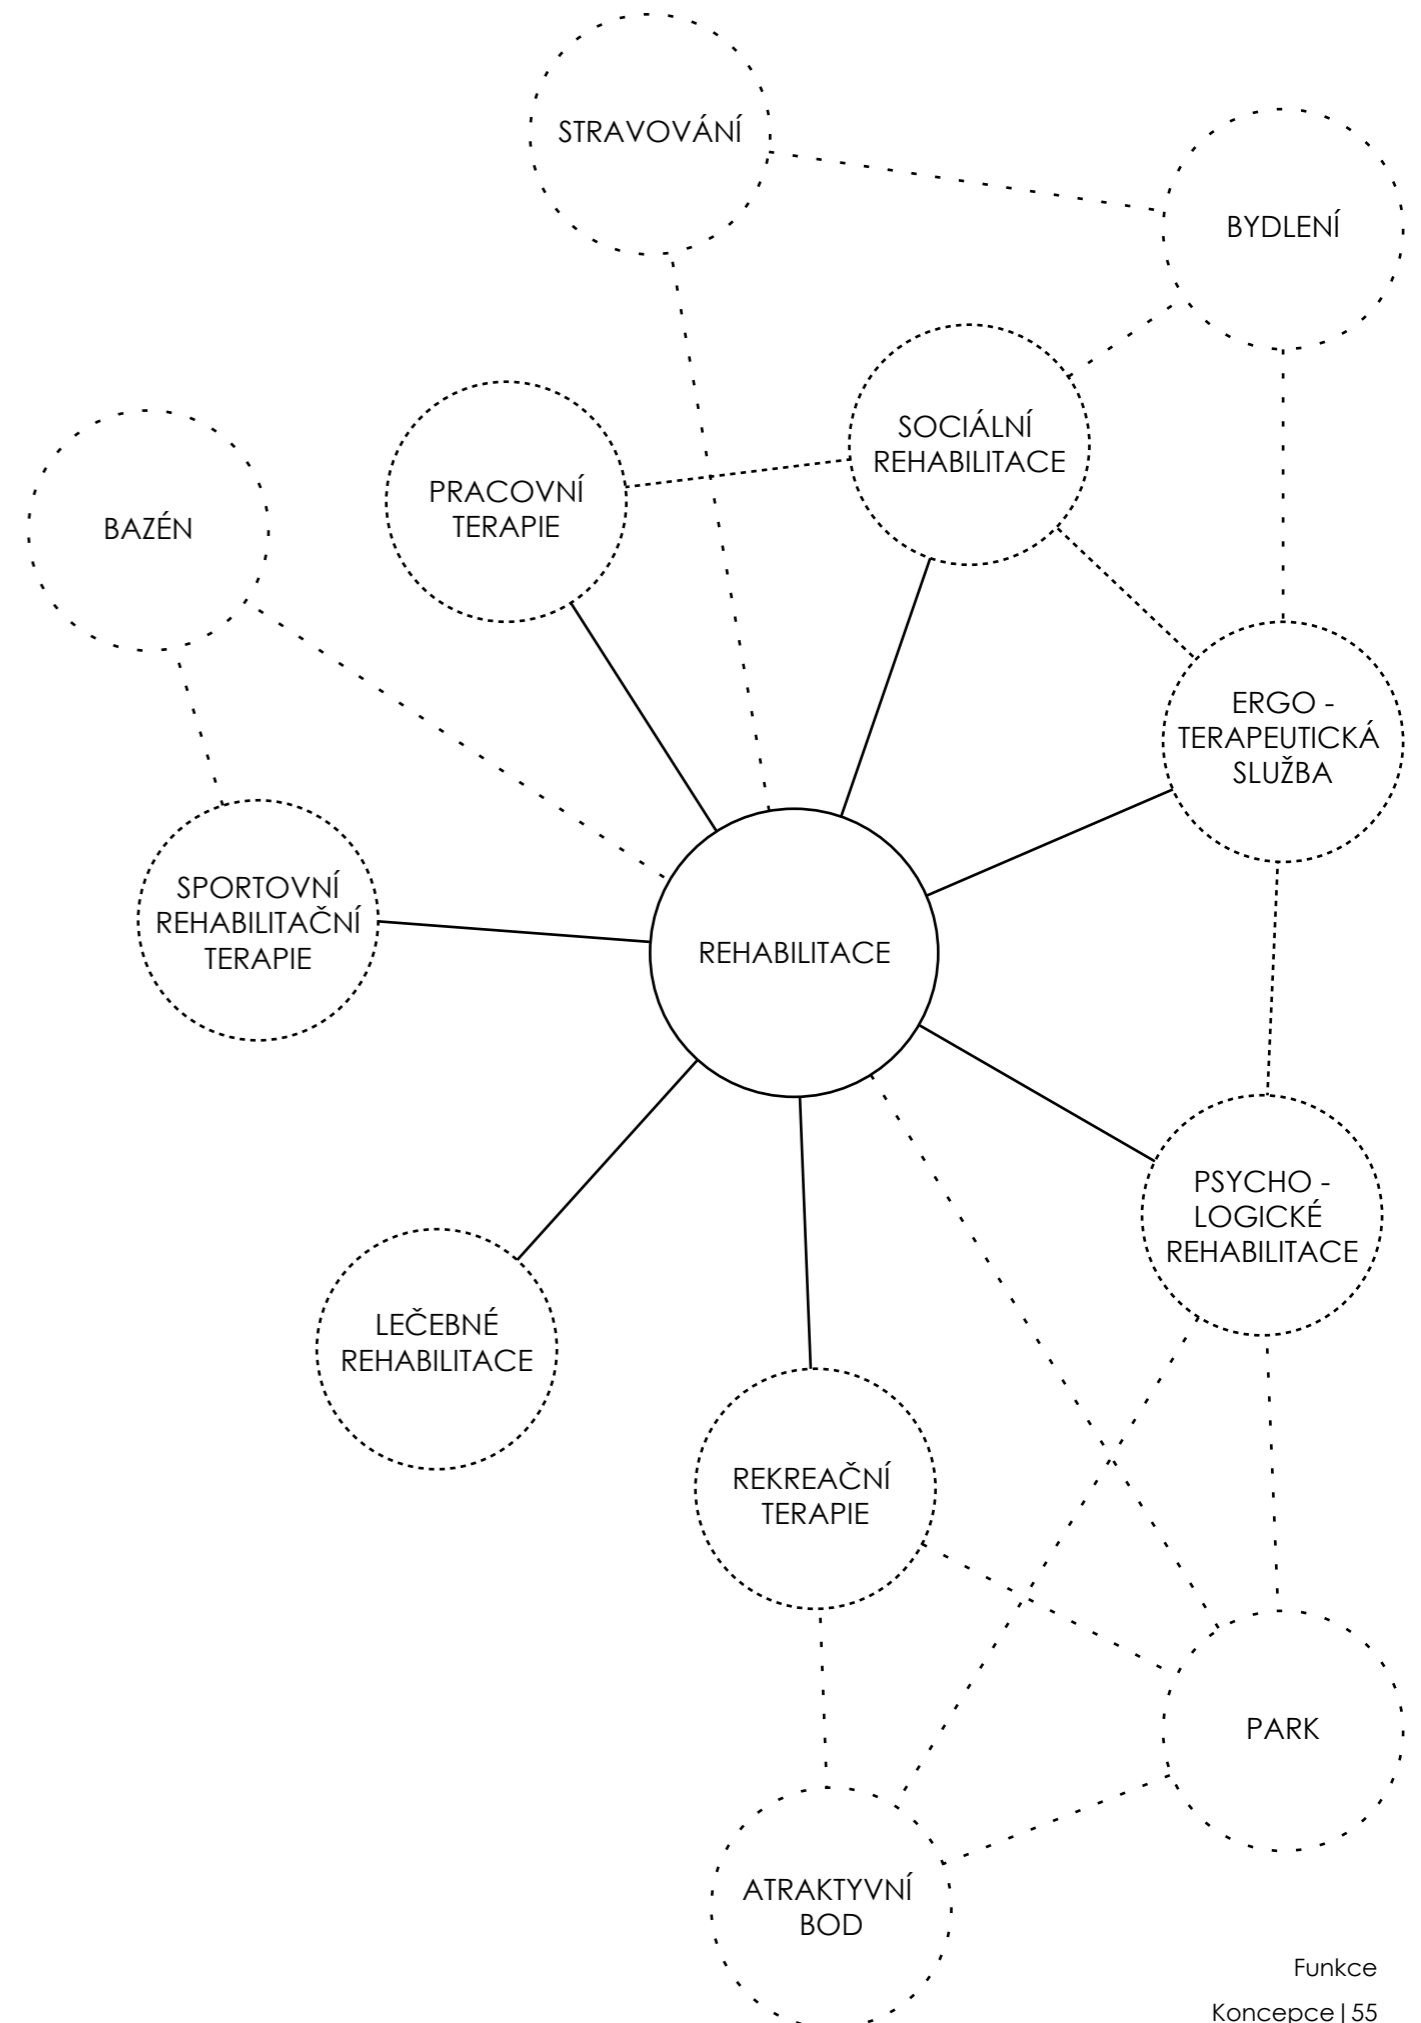 STRAVOVÁNÍ
BYDLENÍ
SOCIÁLNÍ
REHABILITACE
PRACOVNÍ
TERAPIE
BAZÉN
ERGO -
TERAPEUTICKÁ
SLUŽBA
SPORTOVNÍ
REHABILITAČNÍ
TERAPIE
REHABILITACE
PSYCHO -
LOGICKÉ
REHABILITACE
LEČEBNÉ
REHABILITACE
REKREAČNÍ
TERAPIE
PARK
ATRAKTYVNÍ
BOD
Funkce
Koncepce | 55